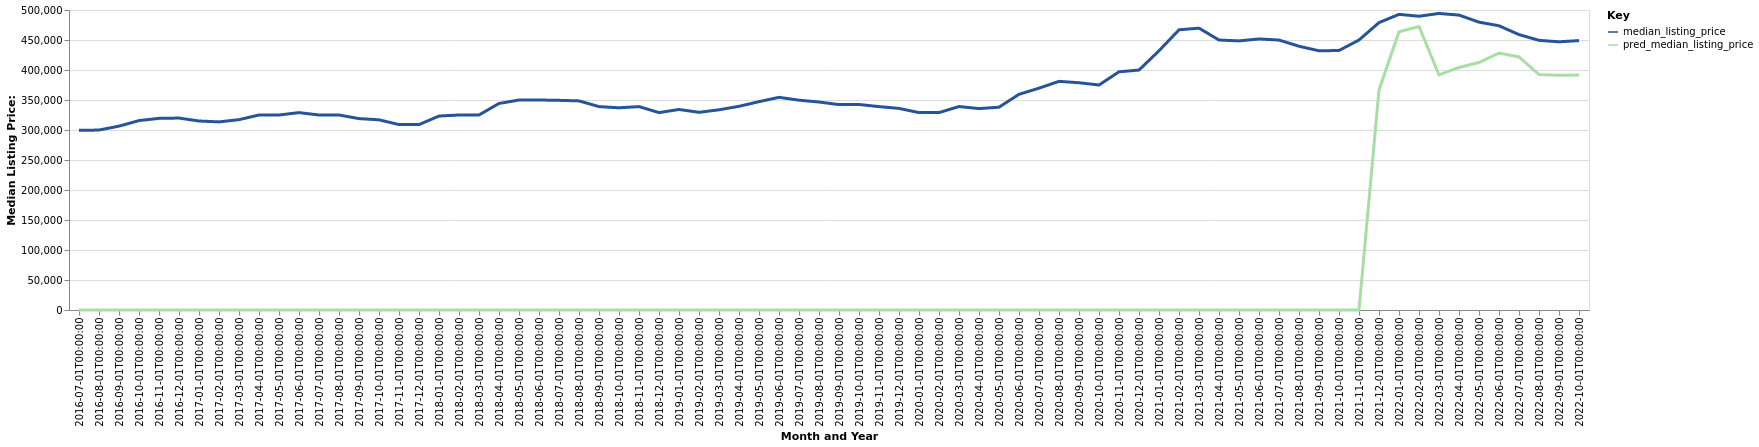 500,000
450,000
400,000
350,000
300,000
250,000
200,000
150,000
100,000
50,000
0
Median Listing Price:
2016-07-01T00:00:00
2016-08-01T00:00:00
2016-09-01T00:00:00
2016-10-01T00:00:00
2016-11-01T00:00:00
2016-12-01T00:00:00
2017-01-01T00:00:00
2017-02-01T00:00:00
2017-03-01T00:00:00
2017-04-01T00:00:00
2017-05-01T00:00:00
2017-06-01T00:00:00
2017-07-01T00:00:00
2017-08-01T00:00:00
2017-09-01T00:00:00
2017-10-01T00:00:00
2017-11-01T00:00:00
2017-12-01T00:00:00
2018-01-01T00:00:00
2018-02-01T00:00:00
2018-03-01T00:00:00
2018-04-01T00:00:00
2018-05-01T00:00:00
2018-06-01T00:00:00
2018-07-01T00:00:00
2018-08-01T00:00:00
2018-09-01T00:00:00
2018-10-01T00:00:00
2018-11-01T00:00:00
2018-12-01T00:00:00
2019-01-01T00:00:00
2019-02-01T00:00:00
2019-03-01T00:00:00
2019-04-01T00:00:00
2019-05-01T00:00:00
2019-06-01T00:00:00
2019-07-01T00:00:00
2019-08-01T00:00:00
2019-09-01T00:00:00
2019-10-01T00:00:00
2019-11-01T00:00:00
2019-12-01T00:00:00
2020-01-01T00:00:00
2020-02-01T00:00:00
2020-03-01T00:00:00
2020-04-01T00:00:00
2020-05-01T00:00:00
2020-06-01T00:00:00
2020-07-01T00:00:00
2020-08-01T00:00:00
2020-09-01T00:00:00
2020-10-01T00:00:00
2020-11-01T00:00:00
2020-12-01T00:00:00
2021-01-01T00:00:00
2021-02-01T00:00:00
2021-03-01T00:00:00
2021-04-01T00:00:00
2021-05-01T00:00:00
2021-06-01T00:00:00
2021-07-01T00:00:00
2021-08-01T00:00:00
2021-09-01T00:00:00
2021-10-01T00:00:00
2021-11-01T00:00:00
2021-12-01T00:00:00
2022-01-01T00:00:00
2022-02-01T00:00:00
2022-03-01T00:00:00
2022-04-01T00:00:00
2022-05-01T00:00:00
2022-06-01T00:00:00
2022-07-01T00:00:00
2022-08-01T00:00:00
2022-09-01T00:00:00
2022-10-01T00:00:00
Month and Year
Key
median_listing_price
pred_median_listing_price